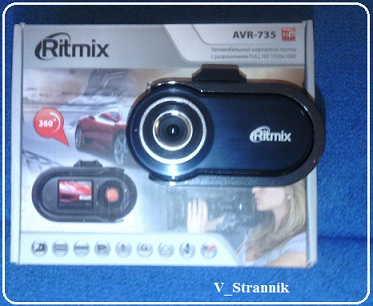 Ritmix
AVR-735
Автомобильный видеорегистратор
с разрешением FULL HD 1920x1080
360°
Ritmix
V_Strannik